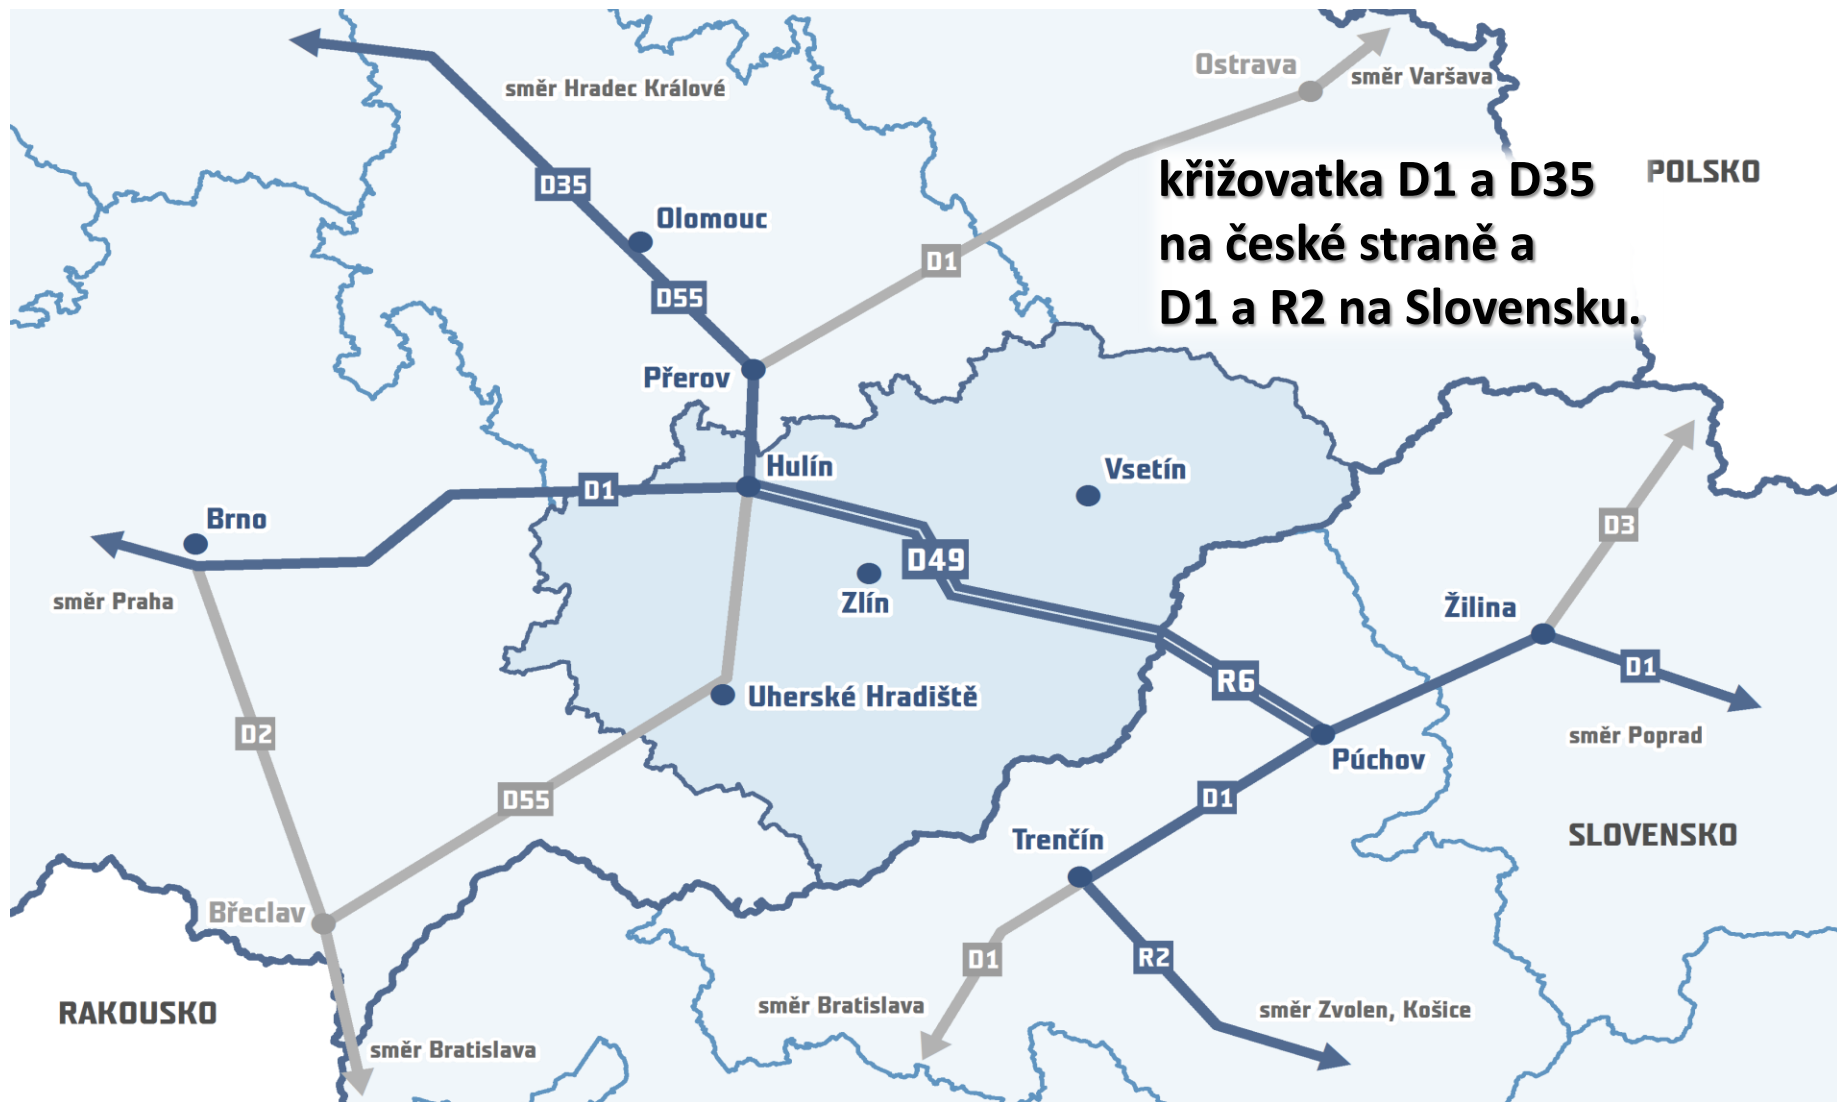 Ostrava
směr Varšava
směr Hradec Králové
křižovatka D1 a D35
na české straně a
D1 a R2 na Slovensku.
POLSKO
D35
Olomouc
D1
D55
Přerov
Hulín
Vsetín
D1
Brno
D3
D49
směr Praha
Zlín
Žilina
D1
R6
Uherské Hradiště
D2
směr Poprad
Púchov
D55
D1
Trenčín
SLOVENSKO
Břeclav
D1
R2
RAKOUSKO
směr Bratislava
směr Zvolen, Košice
směr Bratislava